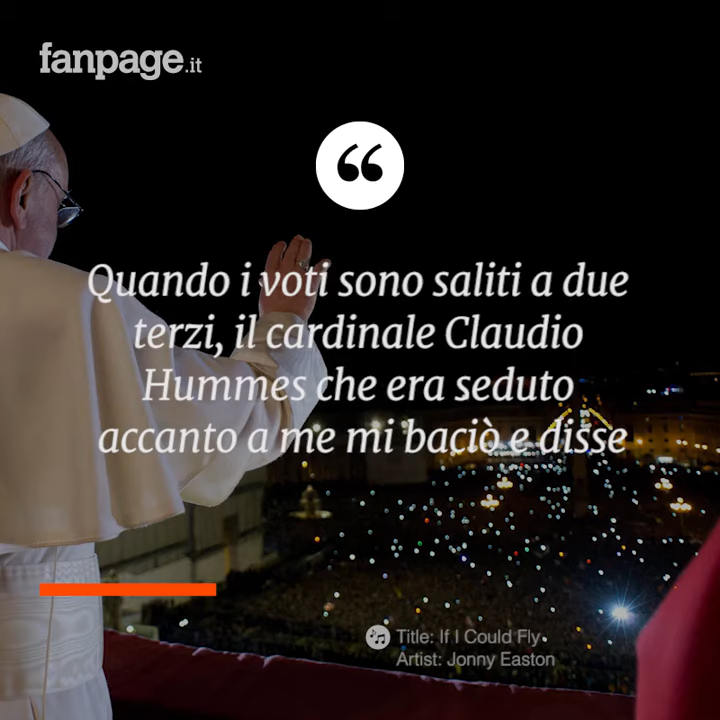 fanpage.it
“
Quando i voti sono saliti a due
terzi, il cardinale Claudio
Hummes che era seduto
accanto a me mi baciò e disse
Title: If I Could Fly
Artist: Jonny Easton